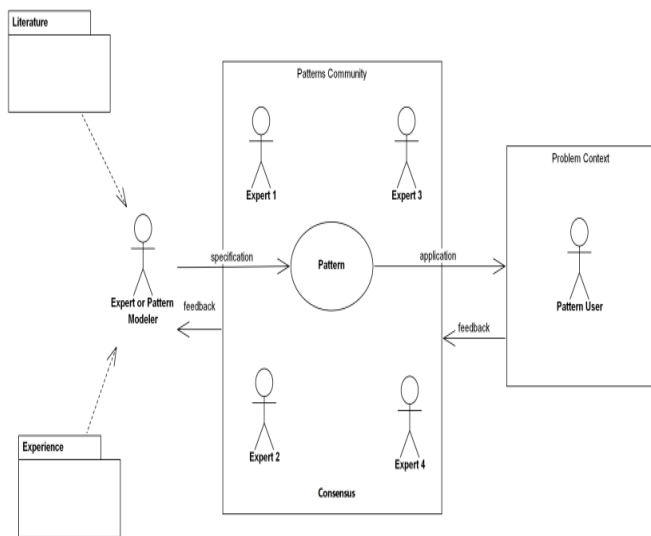 Literature
Patterns Community
Expert 1
Expert 3
Problem Context
specification
Pattern
application
Expert or Pattern
Modeler
feedback
Pattern User
feedback
Experience
Expert 2
Expert 4
Consensus